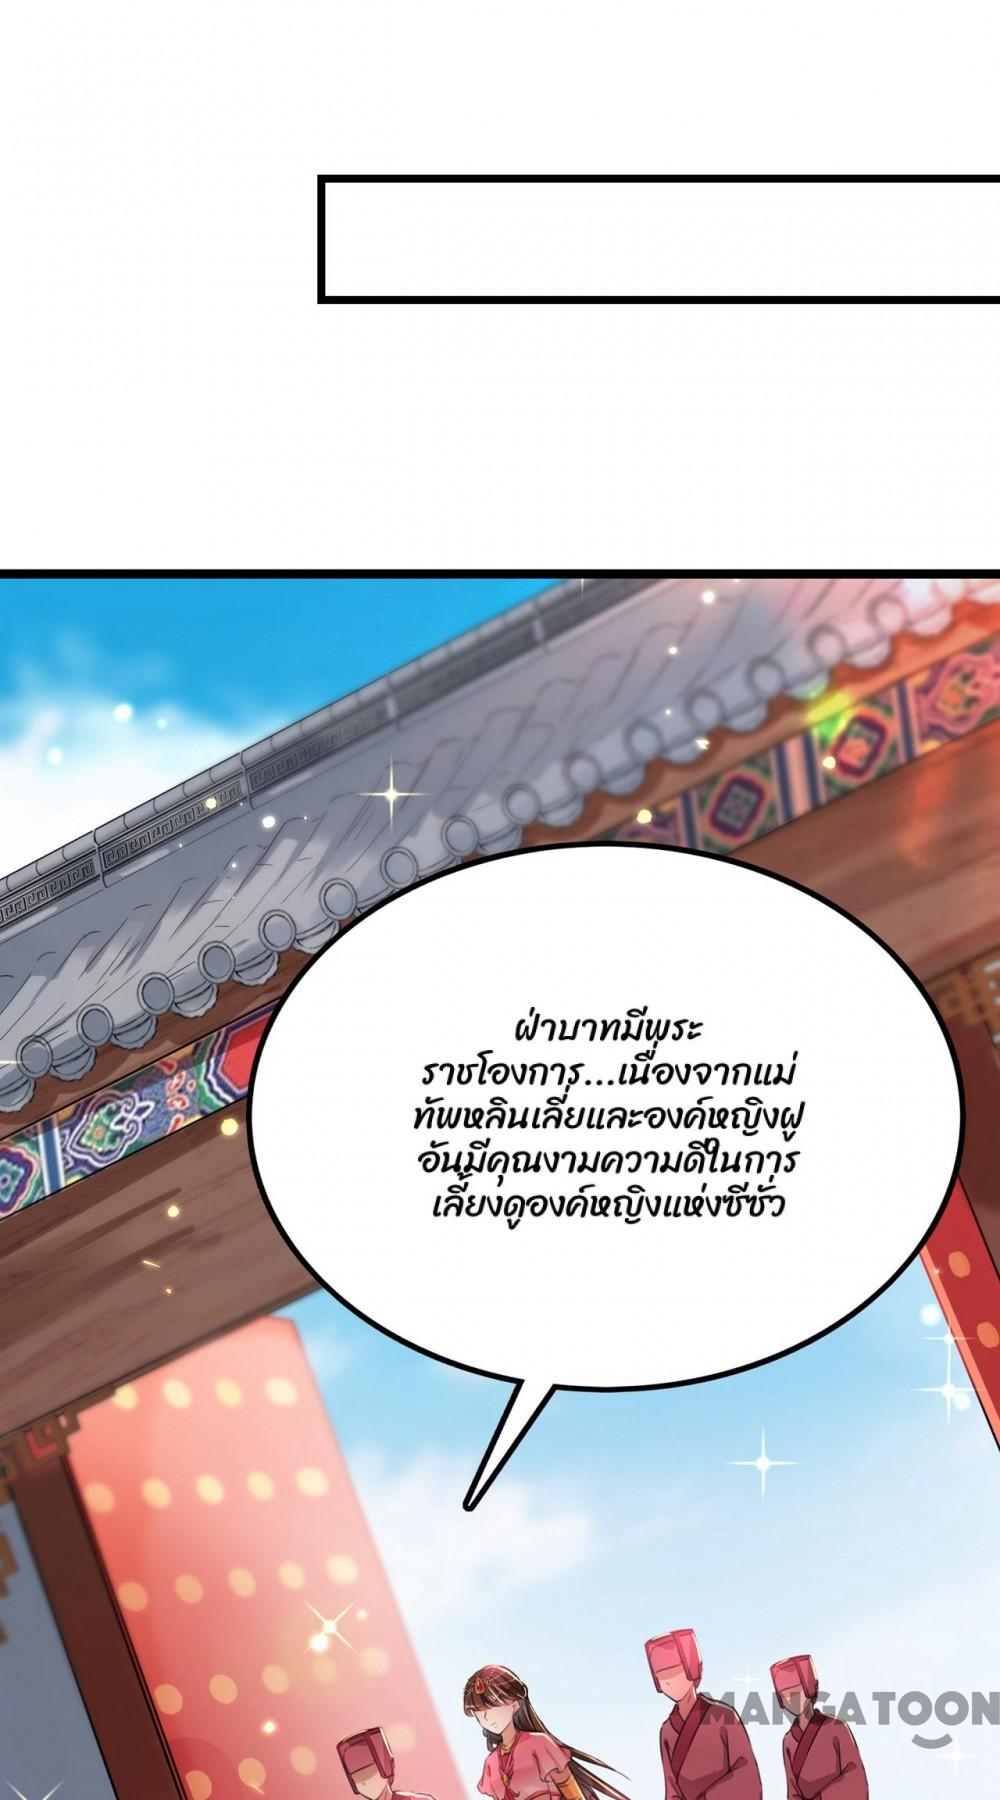 ฝ่าบาทมีพระ
ราชโองการ...เนื่องจากแม่
ทัพหลินเลี่ยและองค์หญิงฝู
อันมีคุณงามความดีในการ
เลี้ยงดูองค์หญิงแห่งซีซั่ว
MANGATOON